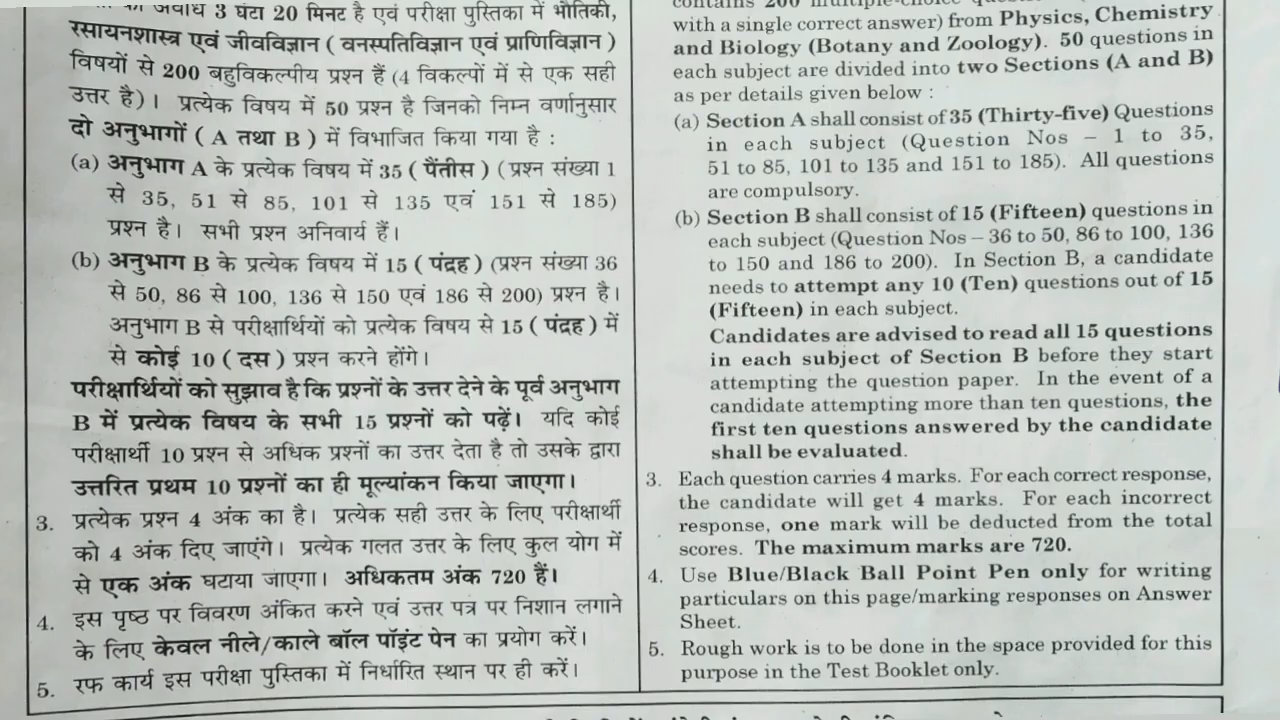 अवधि 3 घंटा 20 मिनट है एवं परीक्षा पुस्तिका में भौतिकी,
रसायनशास्त्र एवं जीवविज्ञान ( वनस्पतिविज्ञान एवं प्राणिविज्ञान )
विषयों से 200 बहुविकल्पीय प्रश्न हैं (4 विकल्पों में से एक सही
उत्तर है)। प्रत्येक विषय में 50 प्रश्न है जिनको निम्न वर्णानुसार
दो अनुभागों ( A तथा B ) में विभाजित किया गया है :
(a) अनुभाग A के प्रत्येक विषय में 35 ( पैंतीस ) (प्रश्न संख्या 1
से 35, 51 से 85, 101 से 135 एवं 151 से 185)
प्रश्न है। सभी प्रश्न अनिवार्य हैं।
(b) अनुभाग B के प्रत्येक विषय में 15 ( पंद्रह ) (प्रश्न संख्या 36
से 50, 86 से 100, 136 से 150 एवं 186 से 200) प्रश्न है।
अनुभाग B से परीक्षार्थियों को प्रत्येक विषय से 15 ( पंद्रह ) में
से कोई 10 ( दस ) प्रश्न करने होंगे।
परीक्षार्थियों को सुझाव है कि प्रश्नों के उत्तर देने के पूर्व अनुभाग
B में प्रत्येक विषय के सभी 15 प्रश्नों को पढ़ें। यदि कोई
परीक्षार्थी 10 प्रश्न से अधिक प्रश्नों का उत्तर देता है तो उसके द्वारा
उत्तरित प्रथम 10 प्रश्नों का ही मूल्यांकन किया जाएगा।
3. प्रत्येक प्रश्न 4 अंक का है। प्रत्येक सही उत्तर के लिए परीक्षार्थी
को 4 अंक दिए जाएंगे। प्रत्येक गलत उत्तर के लिए कुल योग में
से एक अंक घटाया जाएगा। अधिकतम अंक 720 हैं।
4. इस पृष्ठ पर विवरण अंकित करने एवं उत्तर पत्र पर निशान लगाने
के लिए केवल नीले/काले बॉल पॉइंट पेन का प्रयोग करें।
5. रफ कार्य इस परीक्षा पुस्तिका में निर्धारित स्थान पर ही करें।
contains 200 multiple-choice
with a single correct answer) from Physics, Chemistry
and Biology (Botany and Zoology). 50 questions in
each subject are divided into two Sections (A and B)
as per details given below :
(a) Section A shall consist of 35 (Thirty-five) Questions
in each subject (Question Nos – 1 to 35,
51 to 85, 101 to 135 and 151 to 185). All questions
are compulsory.
(b) Section B shall consist of 15 (Fifteen) questions in
each subject (Question Nos – 36 to 50, 86 to 100, 136
to 150 and 186 to 200). In Section B, a candidate
needs to attempt any 10 (Ten) questions out of 15
(Fifteen) in each subject.
Candidates are advised to read all 15 questions
in each subject of Section B before they start
attempting the question paper. In the event of a
candidate attempting more than ten questions, the
first ten questions answered by the candidate
shall be evaluated.
3. Each question carries 4 marks. For each correct response,
the candidate will get 4 marks. For each incorrect
response, one mark will be deducted from the total
scores. The maximum marks are 720.
4. Use Blue/Black Ball Point Pen only for writing
particulars on this page/marking responses on Answer
Sheet.
5. Rough work is to be done in the space provided for this
purpose in the Test Booklet only.